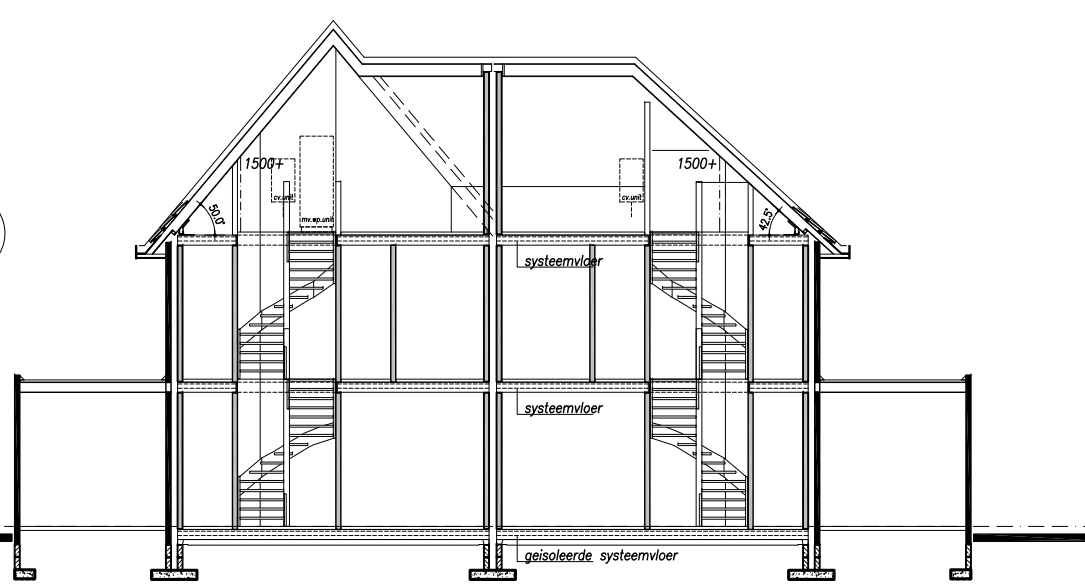 1500+
1500+
cv.unit
cv.unit
mv.wp.unit
50.0°
42.5°
systeemvloer
systeemvloer
geisoleerde systeemvloer